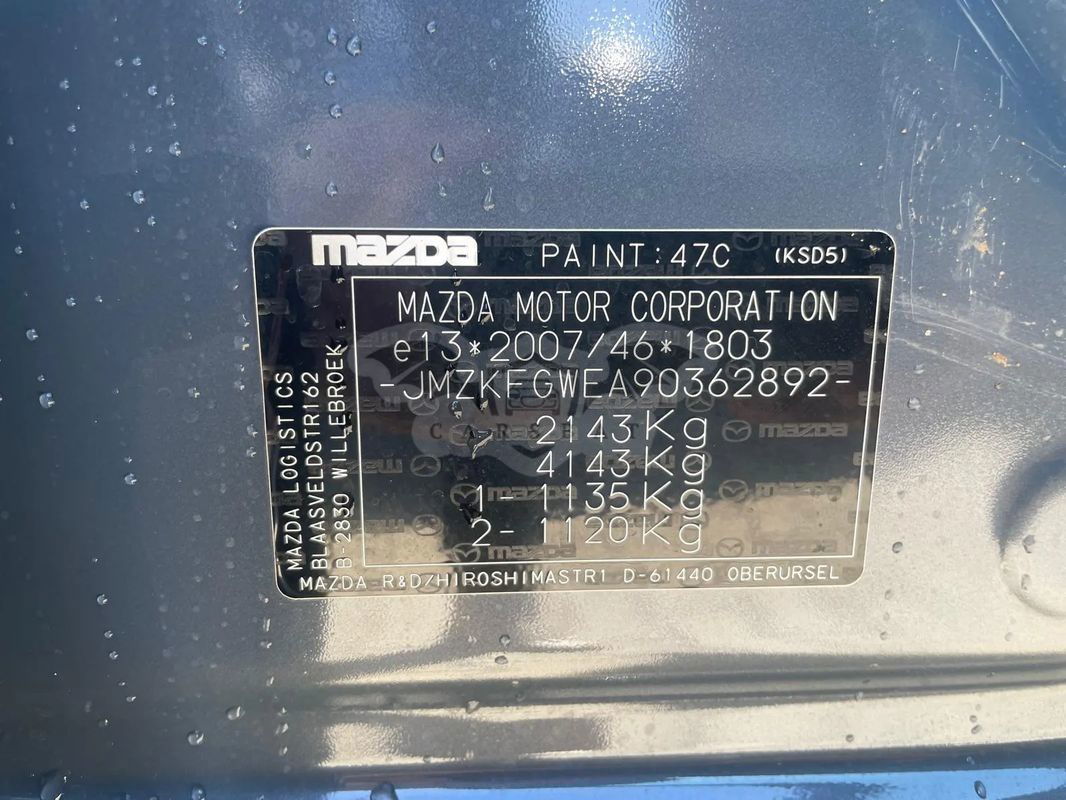 mazda PAINT:47C (KSD5)
MAZDA MOTOR CORPORATION
e13*2007/46*1803
-JMZKFGWEA90362892-
2143Kg
4143Kg
1- 1135Kg
2- 1120Kg
MAZDA LOGISTICS
BLAASVELDSTR162
B-2830 WILLEBROEK
MAZDA R&D/HIROSHIMASTR1 D-61440 OBERURSEL